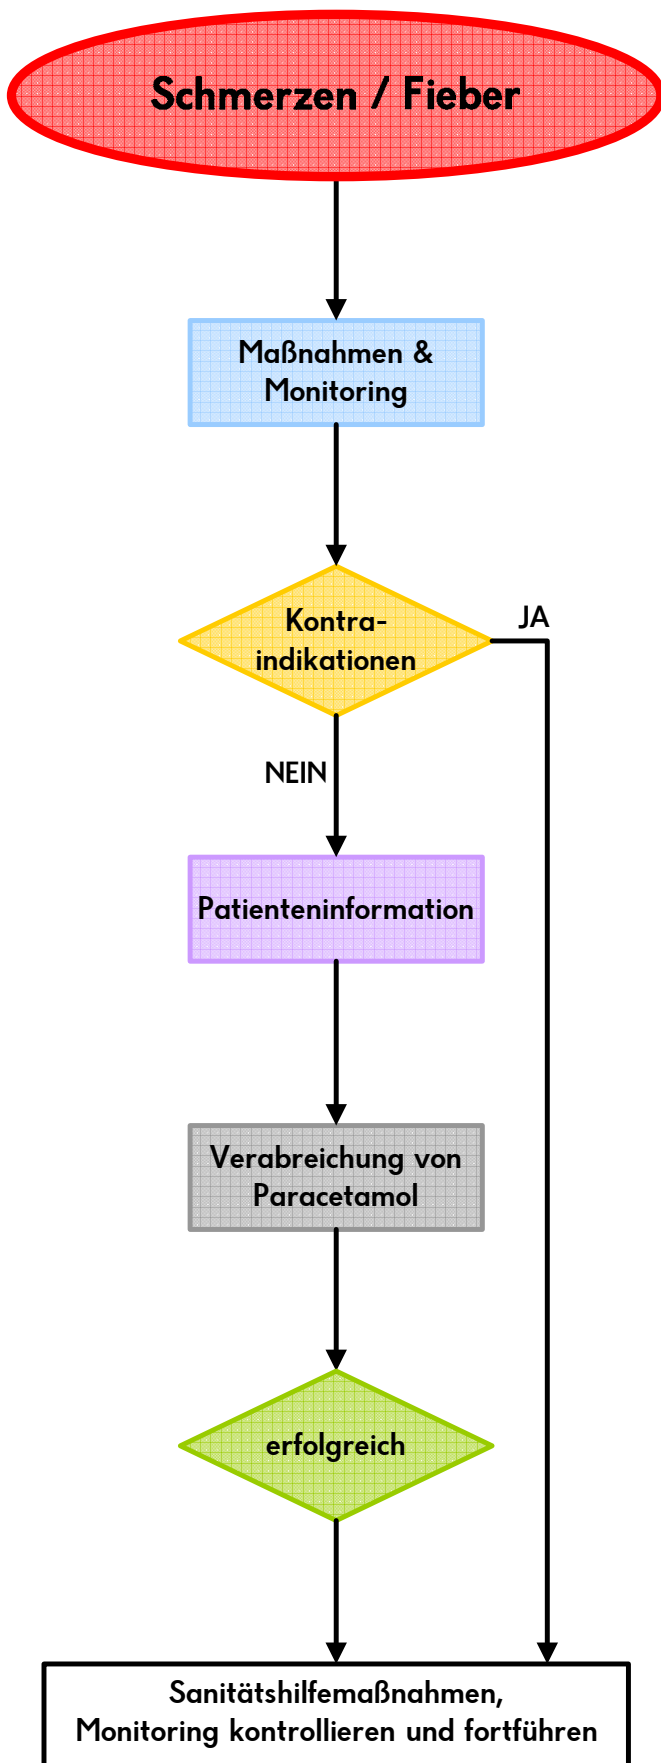 Schmerzen / Fieber
Maßnahmen &
Monitoring
Kontra-
indikationen
JA
NEIN
Patienteninformation
Verabreichung von
Paracetamol
erfolgreich
Sanitätshilfemaßnahmen,
Monitoring kontrollieren und fortführen